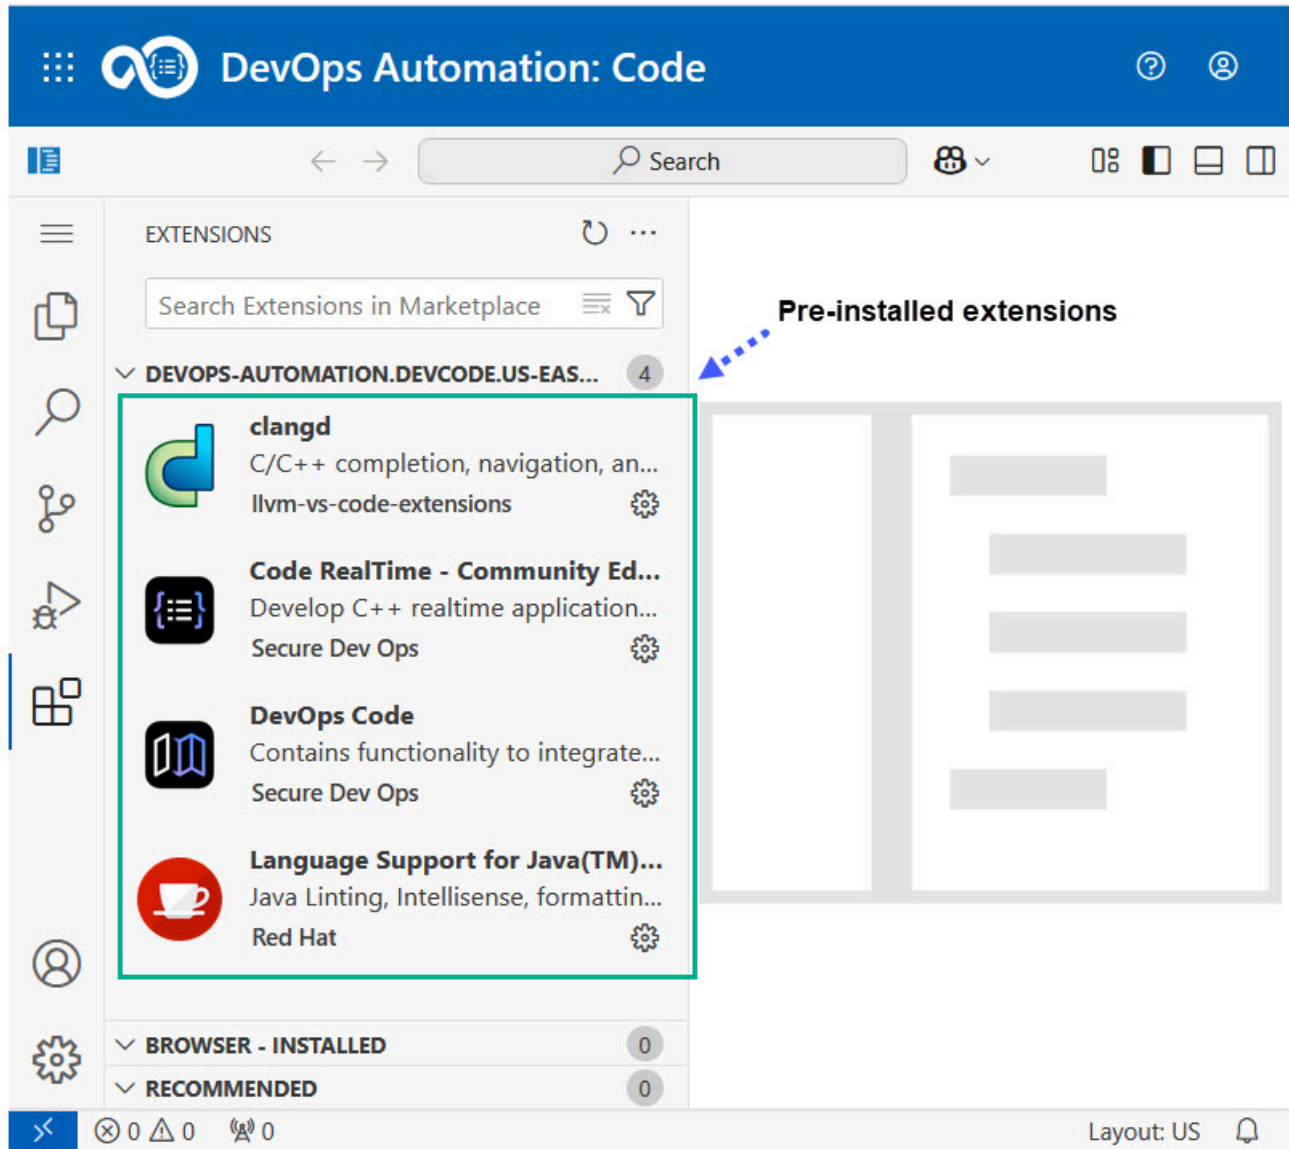 DevOps Automation: Code
Search
EXTENSIONS
Search Extensions in Marketplace
Pre-installed extensions
DEVOPS-AUTOMATION.DEVCODE.US-EAS... 4
clangd
C/C++ completion, navigation, an...
llvm-vs-code-extensions
Code RealTime - Community Ed...
Develop C++ realtime application...
Secure Dev Ops
DevOps Code
Contains functionality to integrate...
Secure Dev Ops
Language Support for Java(TM)...
Java Linting, Intellisense, formattin...
Red Hat
BROWSER - INSTALLED 0
RECOMMENDED 0
0 0 0 Layout: US